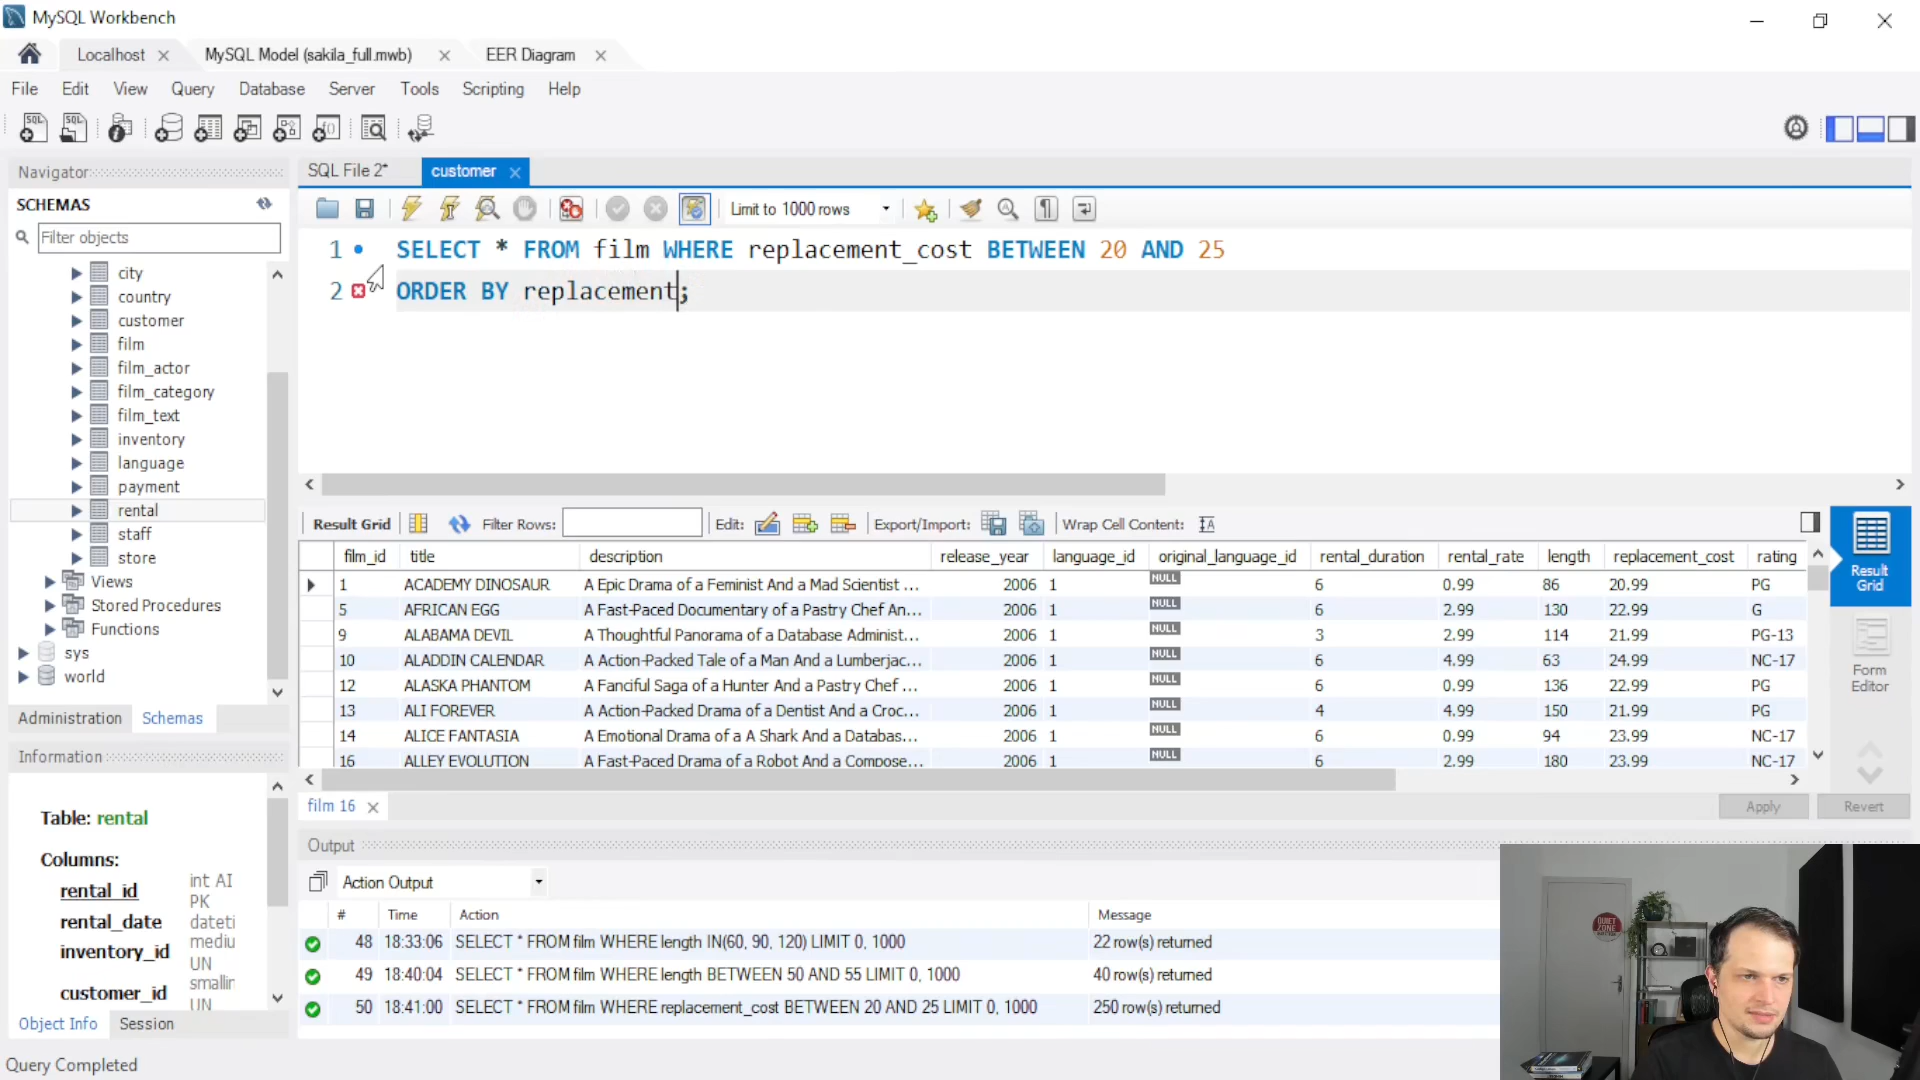 MySQL Workbench
Localhost
MySQL Model (sakila_full.mwb)
EER Diagram
File Edit View Query Database Server Tools Scripting Help
Navigator
SCHEMAS
Filter objects
city
country
customer
film
film_actor
film_category
film_text
inventory
language
payment
rental
staff
store
Views
Stored Procedures
Functions
sys
world
Administration Schemas
Information
Table: rental
Columns:
rental_id int AI
PK
rental_date dateti
inventory_id mediu
UN
customer_id smallir
UN
Object Info Session
Query Completed
SQL File 2* customer
Limit to 1000 rows
1 SELECT * FROM film WHERE replacement_cost BETWEEN 20 AND 25
2 ORDER BY replacement;
Result Grid Filter Rows: Edit: Export/Import: Wrap Cell Content:
film_id title description release_year language_id original_language_id rental_duration rental_rate length replacement_cost rating
1 ACADEMY DINOSAUR A Epic Drama of a Feminist And a Mad Scientist ... 2006 1 NULL 6 0.99 86 20.99 PG
5 AFRICAN EGG A Fast-Paced Documentary of a Pastry Chef An... 2006 1 NULL 6 2.99 130 22.99 G
9 ALABAMA DEVIL A Thoughtful Panorama of a Database Administ... 2006 1 NULL 3 2.99 114 21.99 PG-13
10 ALADDIN CALENDAR A Action-Packed Tale of a Man And a Lumberjac... 2006 1 NULL 6 4.99 63 24.99 NC-17
12 ALASKA PHANTOM A Fanciful Saga of a Hunter And a Pastry Chef ... 2006 1 NULL 6 0.99 136 22.99 PG
13 ALI FOREVER A Action-Packed Drama of a Dentist And a Croc... 2006 1 NULL 4 4.99 150 21.99 PG
14 ALICE FANTASIA A Emotional Drama of a A Shark And a Databas... 2006 1 NULL 6 0.99 94 23.99 NC-17
16 ALLEY EVOLUTION A Fast-Paced Drama of a Robot And a Compose... 2006 1 NULL 6 2.99 180 23.99 NC-17
Result
Grid
Form
Editor
film 16
Apply Revert
Output
Action Output
# Time Action Message
48 18:33:06 SELECT * FROM film WHERE length IN(60, 90, 120) LIMIT 0, 1000 22 row(s) returned
49 18:40:04 SELECT * FROM film WHERE length BETWEEN 50 AND 55 LIMIT 0, 1000 40 row(s) returned
50 18:41:00 SELECT * FROM film WHERE replacement_cost BETWEEN 20 AND 25 LIMIT 0, 1000 250 row(s) returned
QUIET
ZONE